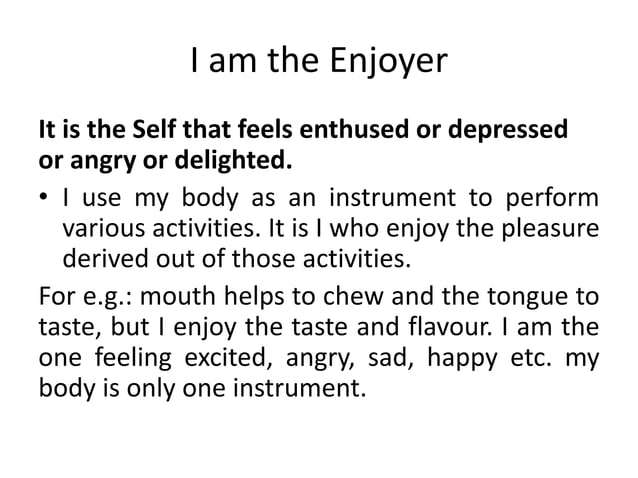 I am the Enjoyer
It is the Self that feels enthused or depressed
or angry or delighted.
• I use my body as an instrument to perform
various activities. It is I who enjoy the pleasure
derived out of those activities.
For e.g.: mouth helps to chew and the tongue to
taste, but I enjoy the taste and flavour. I am the
one feeling excited, angry, sad, happy etc. my
body is only one instrument.